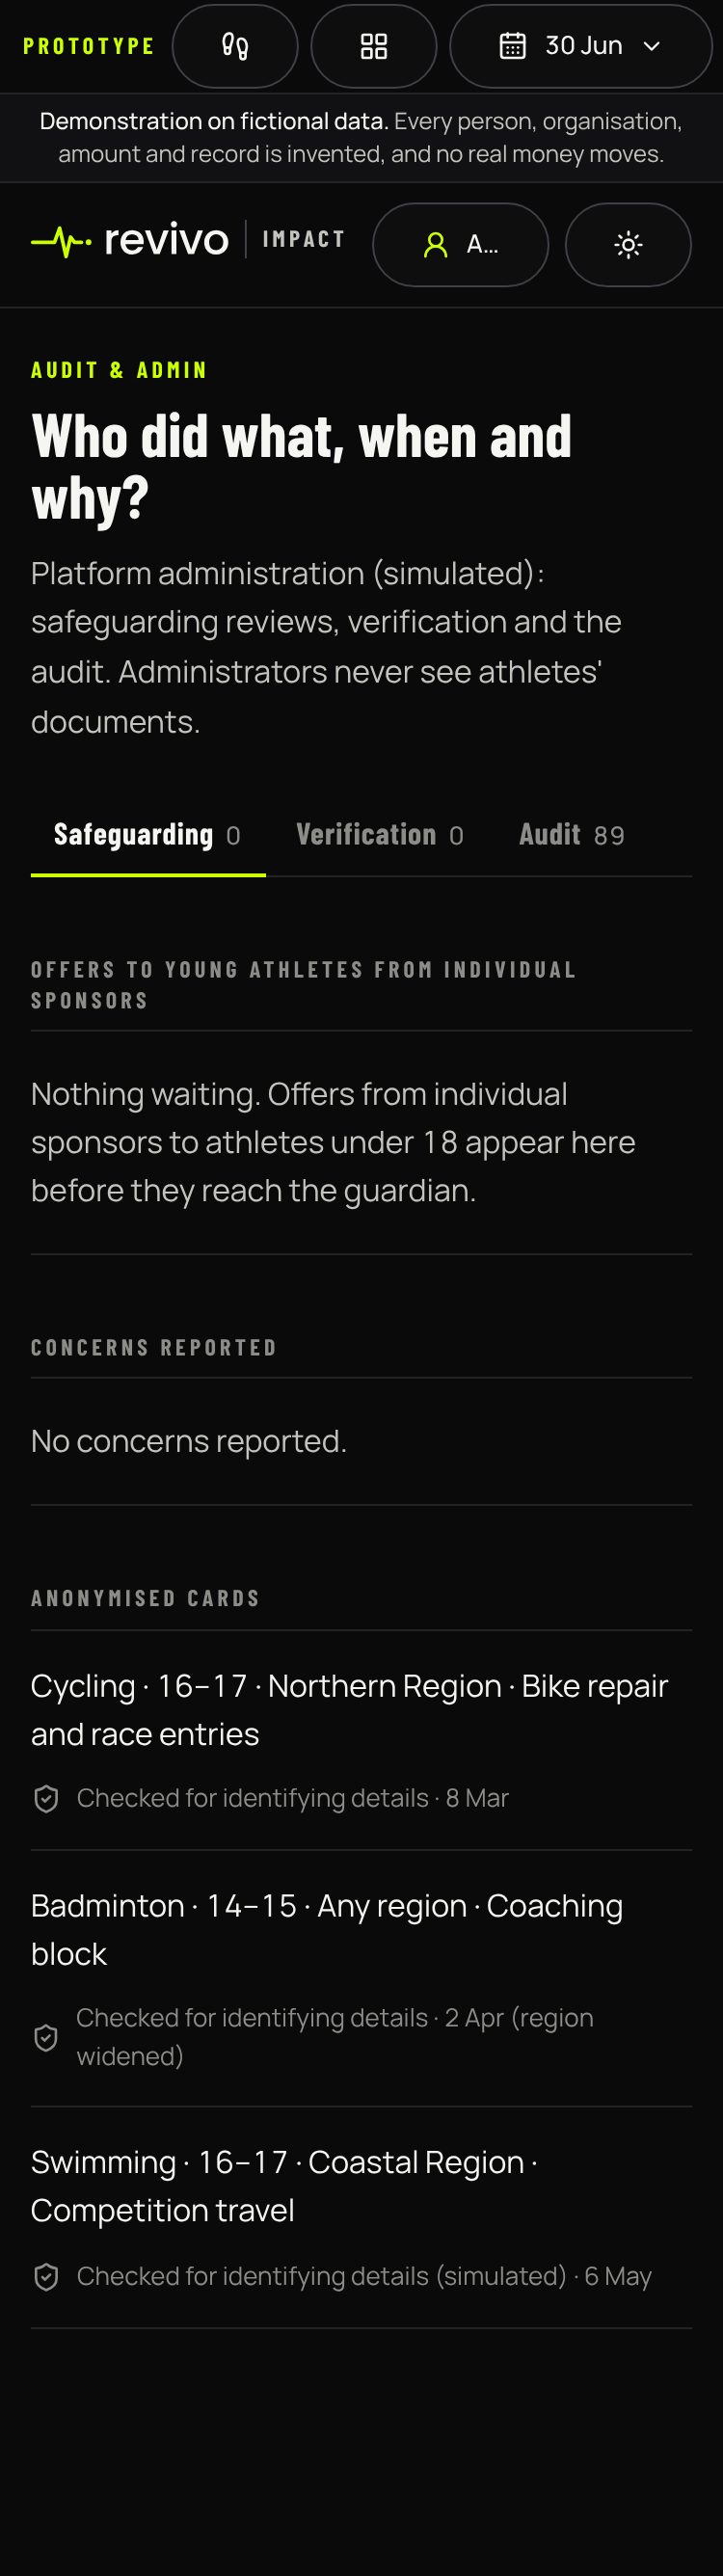 PROTOTYPE
30 Jun
Demonstration on fictional data. Every person, organisation,
amount and record is invented, and no real money moves.
revivo IMPACT
A...
AUDIT & ADMIN
Who did what, when and
why?
Platform administration (simulated):
safeguarding reviews, verification and the
audit. Administrators never see athletes'
documents.
Safeguarding 0 Verification 0 Audit 89
OFFERS TO YOUNG ATHLETES FROM INDIVIDUAL
SPONSORS
Nothing waiting. Offers from individual
sponsors to athletes under 18 appear here
before they reach the guardian.
CONCERNS REPORTED
No concerns reported.
ANONYMISED CARDS
Cycling · 16–17 · Northern Region · Bike repair
and race entries
Checked for identifying details · 8 Mar
Badminton · 14–15 · Any region · Coaching
block
Checked for identifying details · 2 Apr (region
widened)
Swimming · 16–17 · Coastal Region ·
Competition travel
Checked for identifying details (simulated) · 6 May